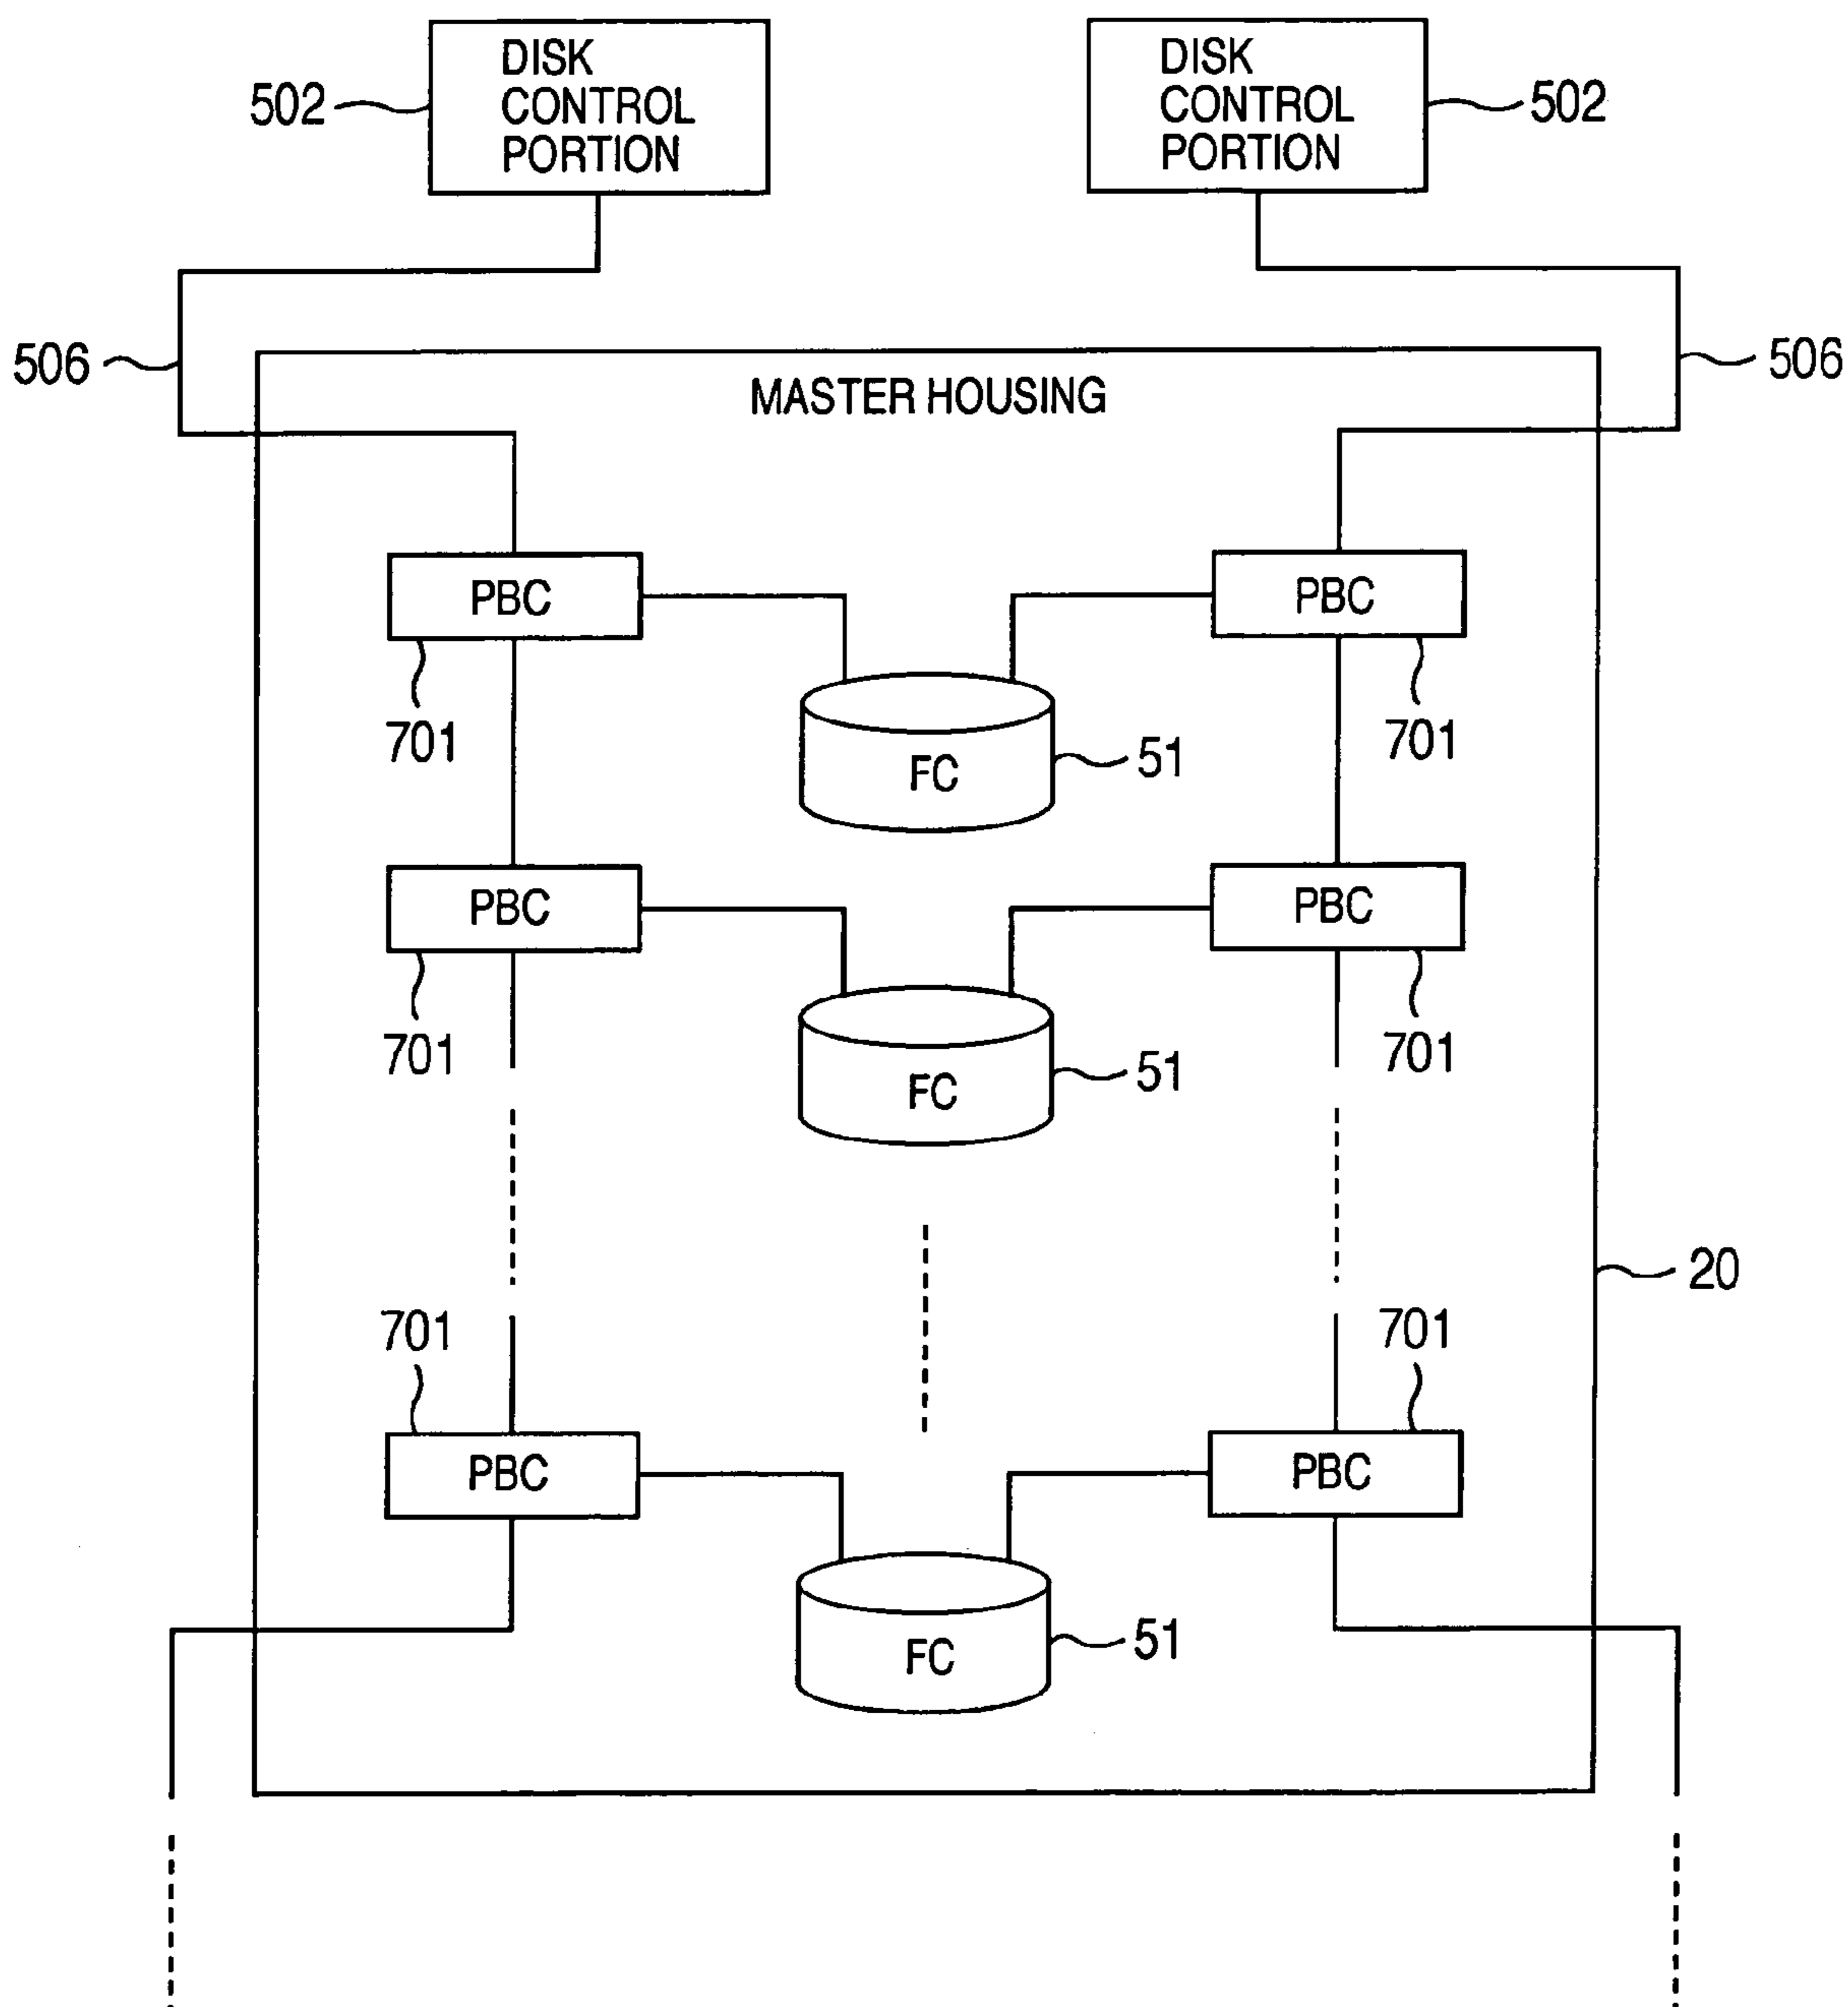 DISK
CONTROL
PORTION
502
DISK
CONTROL
PORTION
502
506
506
MASTER HOUSING
PBC
PBC
701
701
FC
51
PBC
PBC
701
701
FC
51
20
701
701
PBC
PBC
FC
51